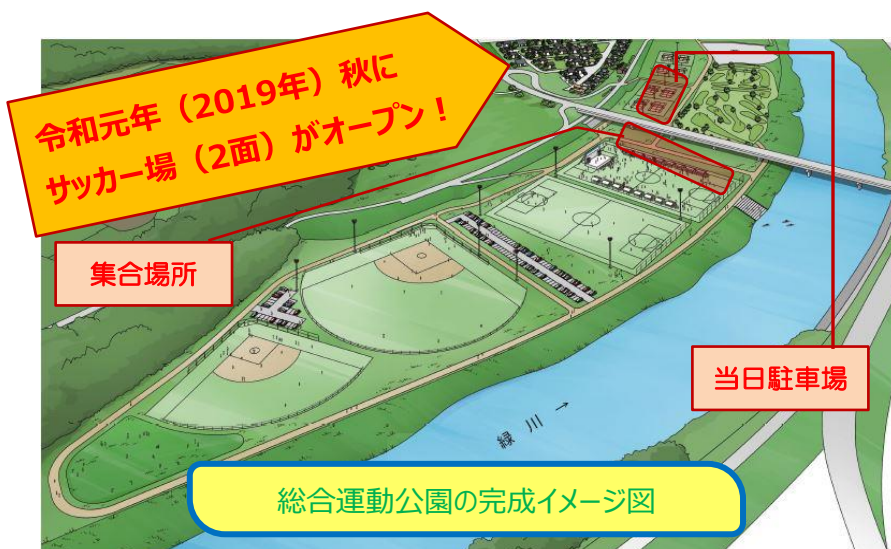 令和元年（2019年）秋に
サッカー場（2面）がオープン！
集合場所
当日駐車場
緑川→
総合運動公園の完成イメージ図